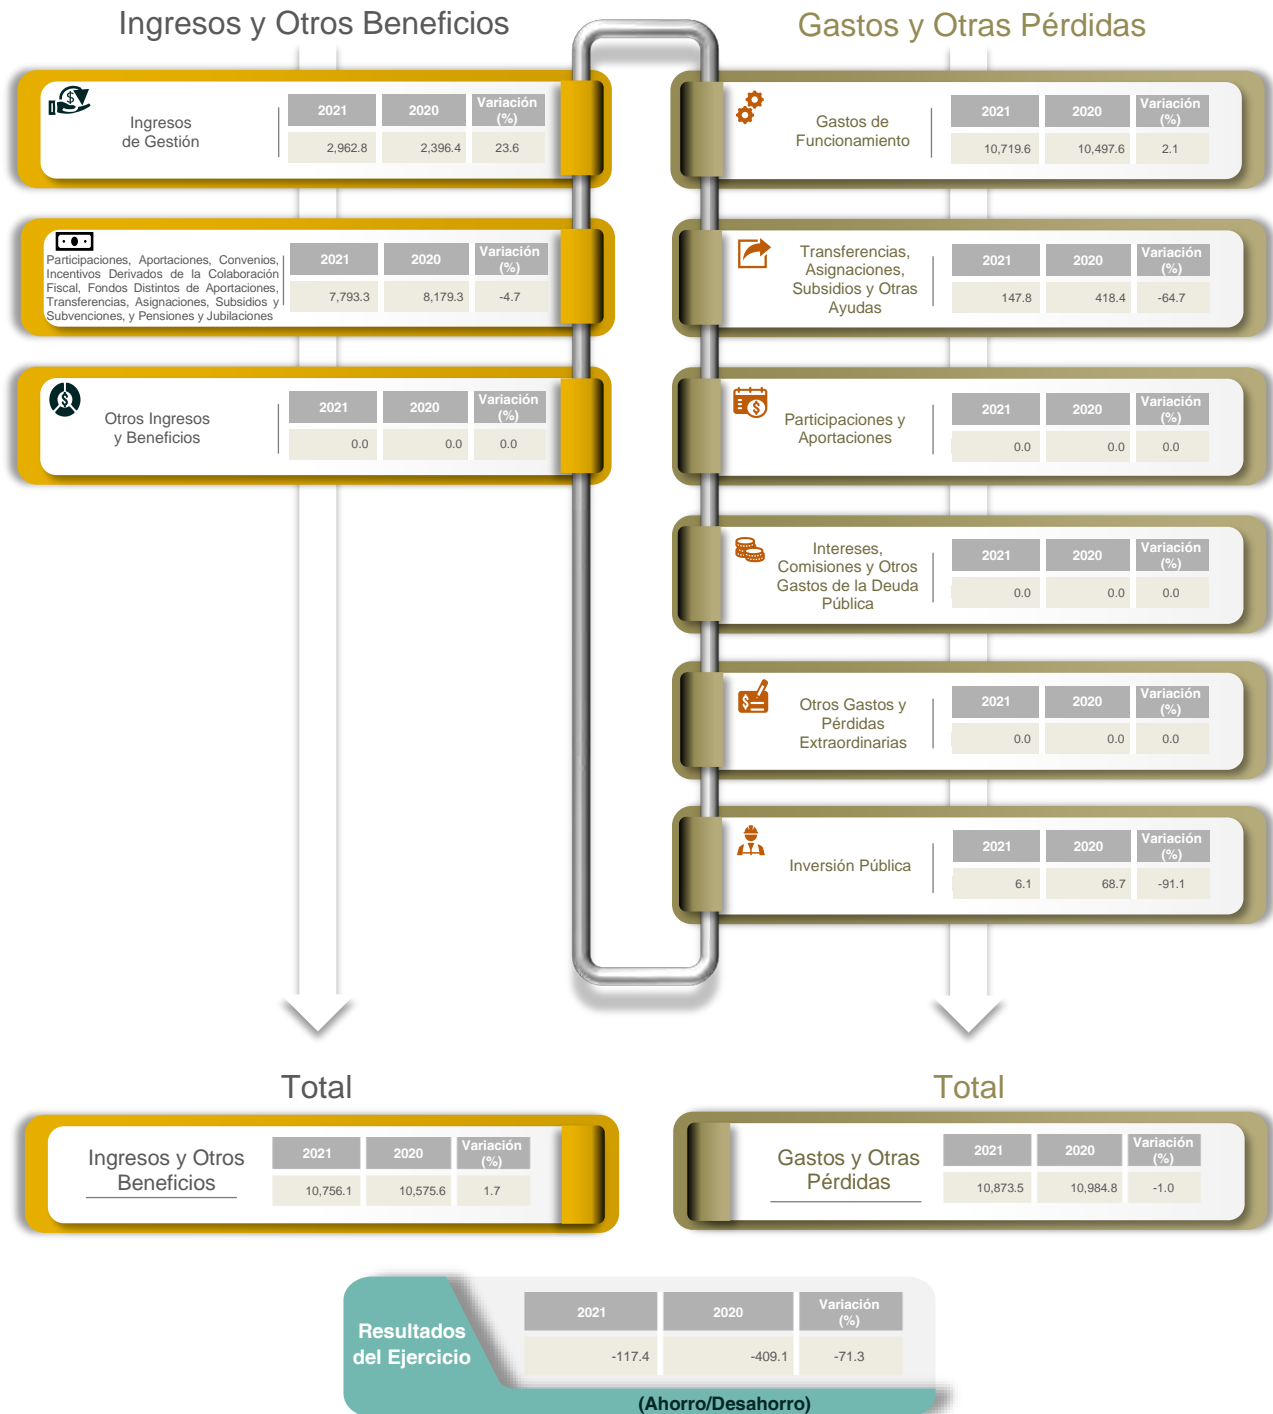 Ingresos y Otros Beneficios
Ingresos
de Gestión
2021 2020 Variación
(%)
2,962.8 2,396.4 23.6
Participaciones, Aportaciones, Convenios,
Incentivos Derivados de la Colaboración
Fiscal, Fondos Distintos de Aportaciones,
Transferencias, Asignaciones, Subsidios y
Subvenciones, y Pensiones y Jubilaciones
2021 2020 Variación
(%)
7,793.3 8,179.3 -4.7
Otros Ingresos
y Beneficios
2021 2020 Variación
(%)
0.0 0.0 0.0
Gastos y Otras Pérdidas
Gastos de
Funcionamiento
2021 2020 Variación
(%)
10,719.6 10,497.6 2.1
Transferencias,
Asignaciones,
Subsidios y Otras
Ayudas
2021 2020 Variación
(%)
147.8 418.4 -64.7
Participaciones y
Aportaciones
2021 2020 Variación
(%)
0.0 0.0 0.0
Intereses,
Comisiones y Otros
Gastos de la Deuda
Pública
2021 2020 Variación
(%)
0.0 0.0 0.0
Otros Gastos y
Pérdidas
Extraordinarias
2021 2020 Variación
(%)
0.0 0.0 0.0
Inversión Pública
2021 2020 Variación
(%)
6.1 68.7 -91.1
Total
Ingresos y Otros
Beneficios
2021 2020 Variación
(%)
10,756.1 10,575.6 1.7
Total
Gastos y Otras
Pérdidas
2021 2020 Variación
(%)
10,873.5 10,984.8 -1.0
Resultados
del Ejercicio
2021 2020 Variación
(%)
-117.4 -409.1 -71.3
(Ahorro/Desahorro)